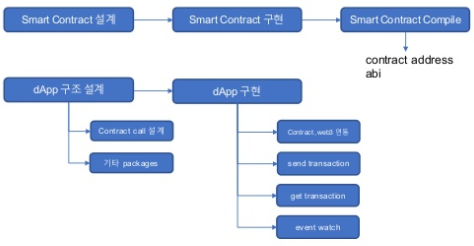 Smart Contract 설계
Smart Contract 구현
Smart Contract Compile
contract address
abi
dApp 구조 설계
dApp 구현
Contract call 설계
기타 packages
Contract, web3 연동
send transaction
get transaction
event watch